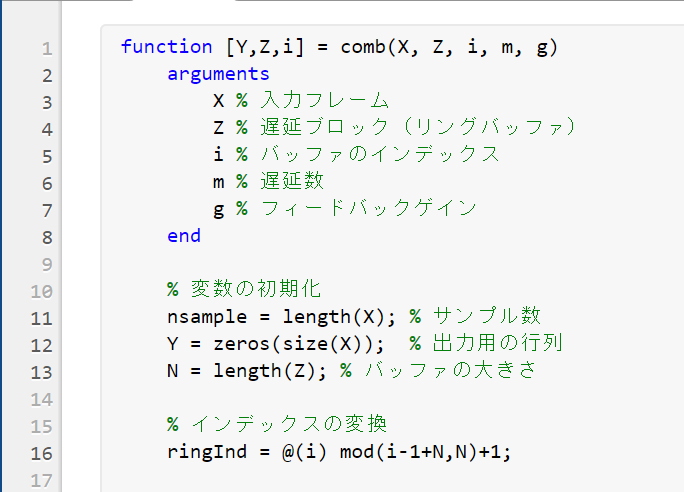 1 function [Y,Z,i] = comb(X, Z, i, m, g)
2 arguments
3 X % 入力フレーム
4 Z % 遅延ブロック（リングバッファ）
5 i % バッファのインデックス
6 m % 遅延数
7 g % フィードバックゲイン
8 end
9
10 % 変数の初期化
11 nsample = length(X); % サンプル数
12 Y = zeros(size(X)); % 出力用の行列
13 N = length(Z); % バッファの大きさ
14
15 % インデックスの変換
16 ringInd = @(i) mod(i-1+N,N)+1;
17